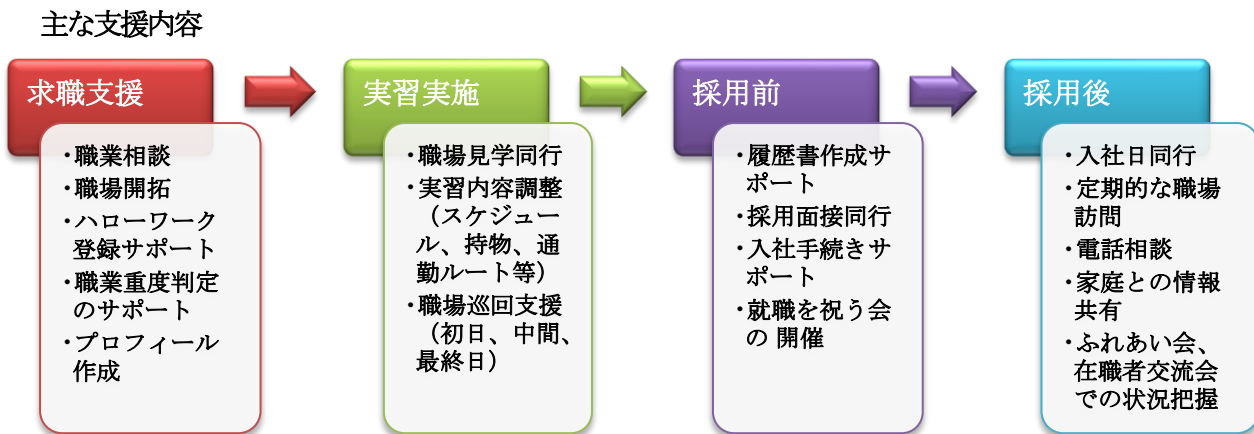 主な支援内容
求職支援
・職業相談
・職場開拓
・ハローワーク
登録サポート
・職業重度判定
のサポート
・プロフィール
作成
実習実施
・職場見学同行
・実習内容調整
（スケジュー
ル、持物、通
勤ルート等）
・職場巡回支援
（初日、中間、
最終日）
採用前
・履歴書作成サ
ポート
・採用面接同行
・入社手続きサ
ポート
・就職を祝う会
の 開催
採用後
・入社日同行
・定期的な職場
訪問
・電話相談
・家庭との情報
共有
・ふれあい会、
在職者交流会
での状況把握